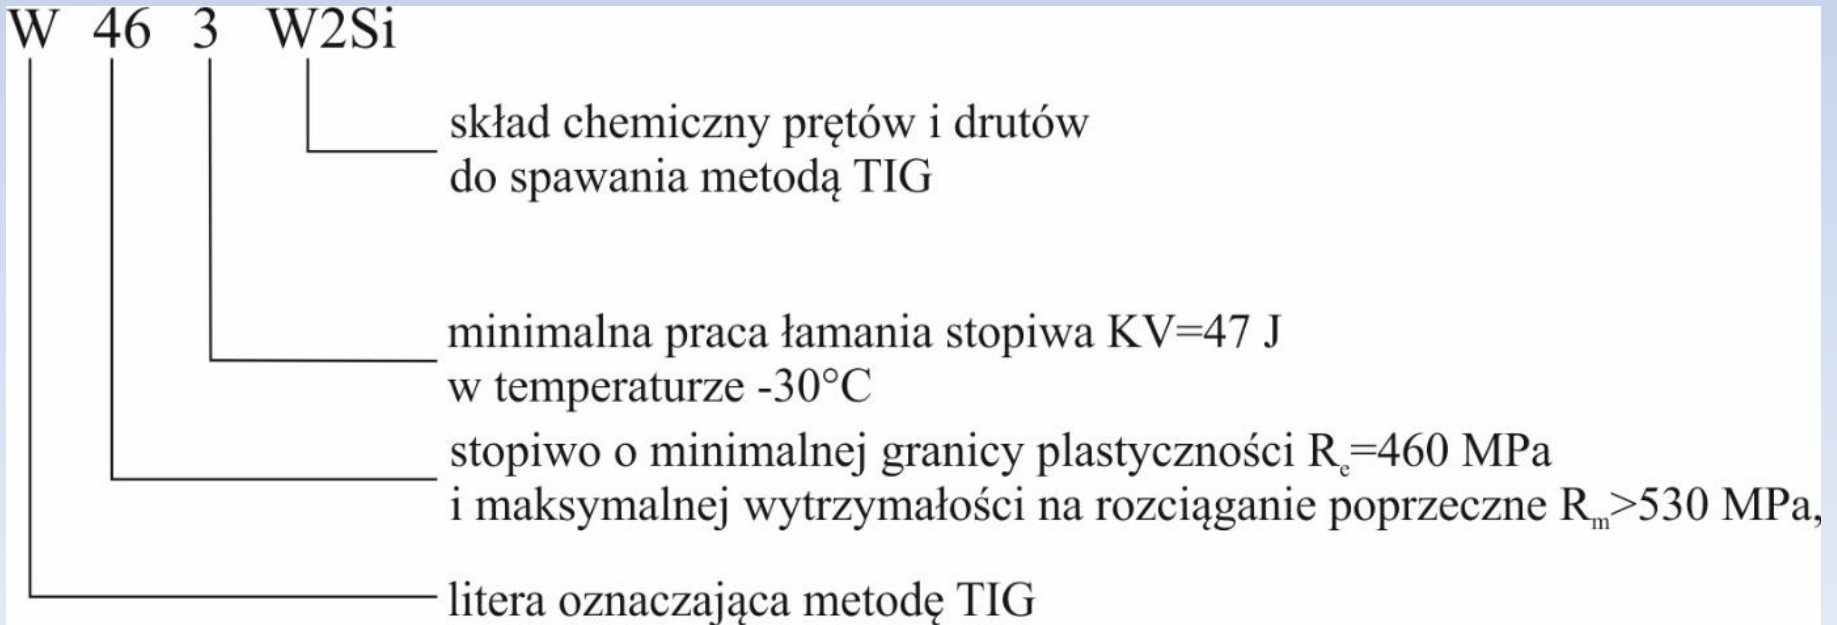 W 46 3 W2Si
skład chemiczny prętów i drutów
do spawania metodą TIG
minimalna praca łamania stopiwa KV=47 J
w temperaturze -30°C
stopiwo o minimalnej granicy plastyczności Re=460 MPa
i maksymalnej wytrzymałości na rozciąganie poprzeczne Rm>530 MPa,
litera oznaczająca metodę TIG